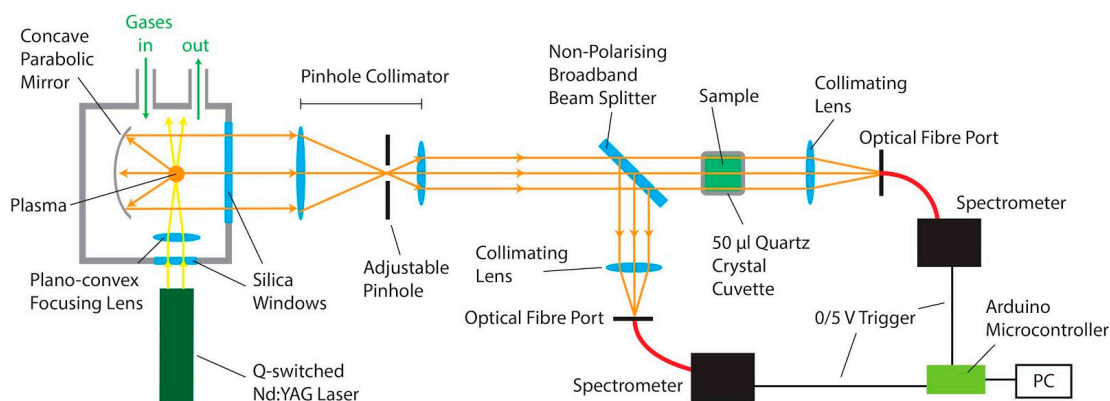 Gases
in
out
Concave
Parabolic
Mirror
Pinhole Collimator
Non-Polarising
Broadband
Beam Splitter
Sample
Collimating
Lens
Optical Fibre Port
Plasma
Spectrometer
Plano-convex
Focusing Lens
Silica
Windows
Adjustable
Pinhole
Collimating
Lens
50 µl Quartz
Crystal
Cuvette
Optical Fibre Port
0/5 V Trigger
Arduino
Microcontroller
Q-switched
Nd:YAG Laser
Spectrometer
PC